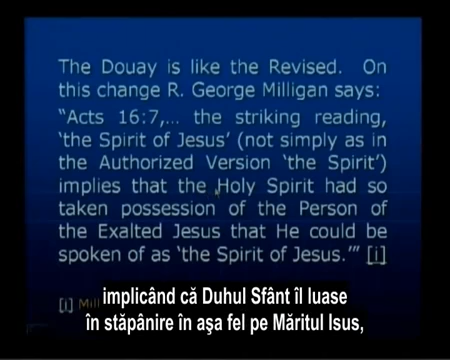 The Douay is like the Revised. On
this change R. George Milligan says:
“Acts 16:7,… the striking reading,
‘the Spirit of Jesus’ (not simply as in
the Authorized Version ‘the Spirit’)
implies that the Holy Spirit had so
taken possession of the Person of
the Exalted Jesus that He could be
spoken of as ‘the Spirit of Jesus.’” [i]
[i] Mil
implicând că Duhul Sfânt îl luase
în stăpânire în aşa fel pe Măritul Isus,